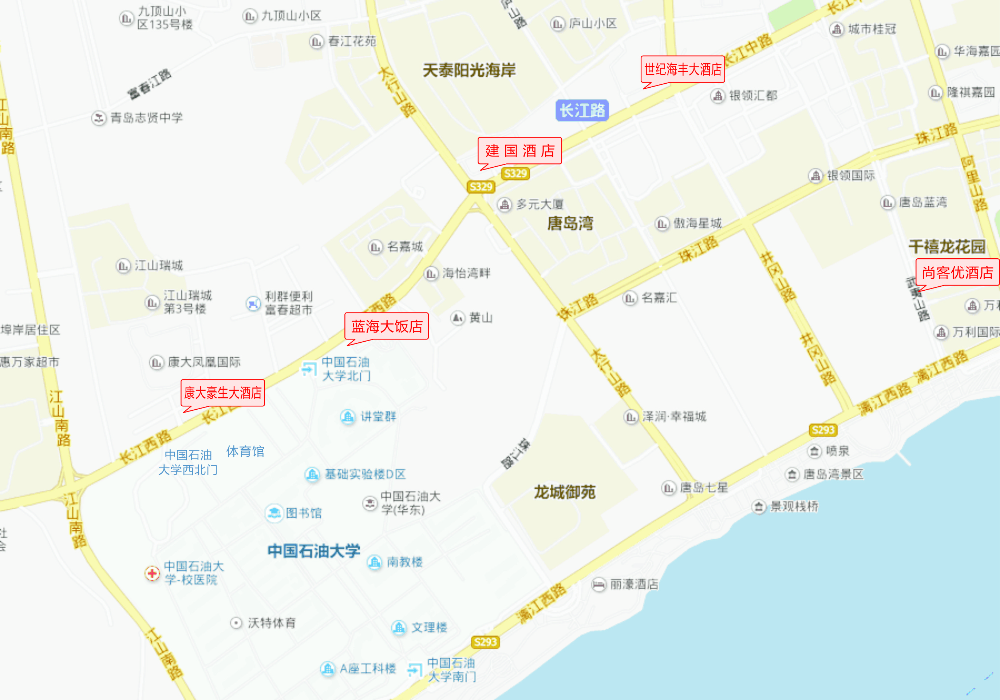 九顶山小
区135号楼
九顶山小区
春江花苑
庐山小区
城市桂冠
华海嘉园
富春江路
太行山路
天泰阳光海岸
世纪海丰大酒店
长江中路
银领汇都
隆祺嘉园
青岛志贤中学
江山南路
长江路
珠江路
建国酒店
S329
S329
多元大厦
唐岛湾
银领国际
阿里山路
唐岛蓝湾
傲海星城
名嘉城
珠江路
井冈山路
千禧龙花园
尚客优酒店
江山瑞城
海怡湾畔
江山瑞城
第3号楼
利群便利
富春超市
珠江路
名嘉汇
黄山
蓝海大饭店
万利国际
埠岸居住区
惠万家超市
康大凤凰国际
中国石油
大学北门
太行山路
井冈山路
漓江西路
康大豪生大酒店
江山南路
讲堂群
泽润·幸福城
漓江西路
S293
长江西路
中国石油
大学西北门
体育馆
珠江路
喷泉
基础实验楼D区
唐岛湾景区
龙城御苑
唐岛七星
中国石油大
学(华东)
景观栈桥
江山南路
图书馆
中国石油大学
南教楼
中国石油大
学-校医院
丽濠酒店
漓江西路
沃特体育
文理楼
S293
江山南路
A座工科楼
中国石油
大学南门